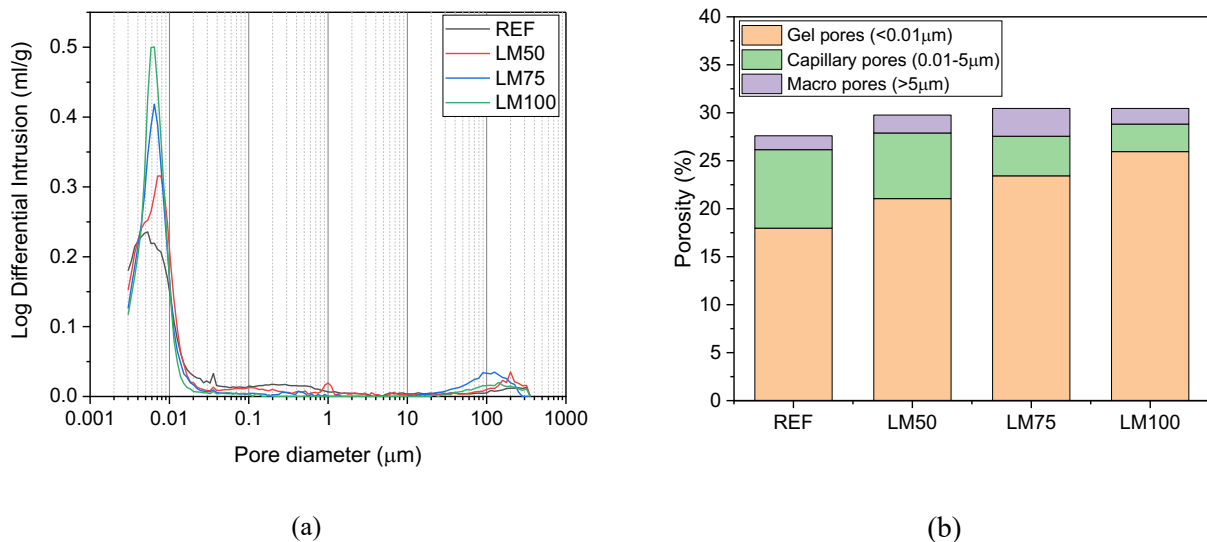 REF
LM50
LM75
LM100
0.5
0.4
0.3
0.2
0.1
0.0
Log Differential Intrusion (ml/g)
0.001 0.01 0.1 1 10 100 1000
Pore diameter (μm)
(a)
Gel pores (<0.01μm)
Capillary pores (0.01-5μm)
Macro pores (>5μm)
40
35
30
25
20
15
10
5
0
Porosity (%)
REF LM50 LM75 LM100
(b)